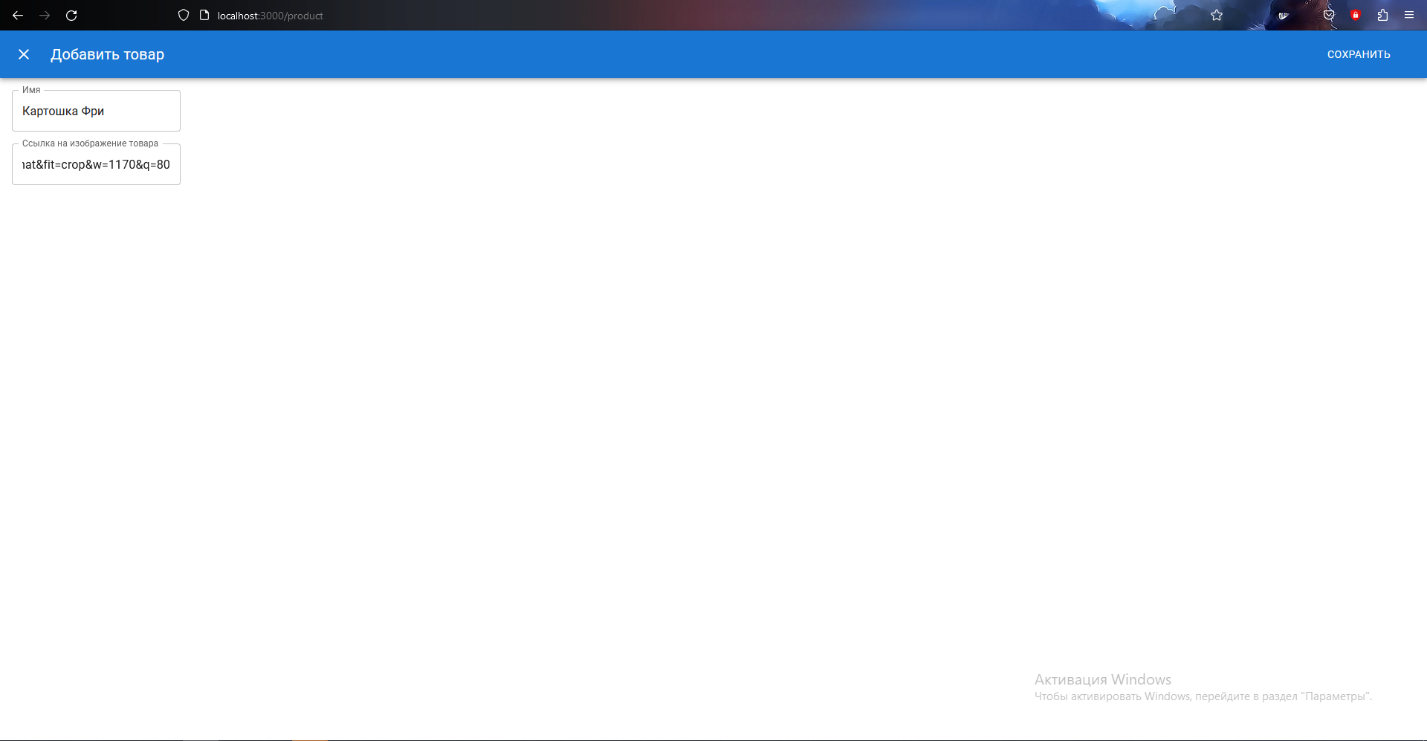 localhost:3000/product
Добавить товар
СОХРАНИТЬ
Имя
Картошка Фри
Ссылка на изображение товара
at&fit=crop&w=1170&q=80
Активация Windows
Чтобы активировать Windows, перейдите в раздел "Параметры".